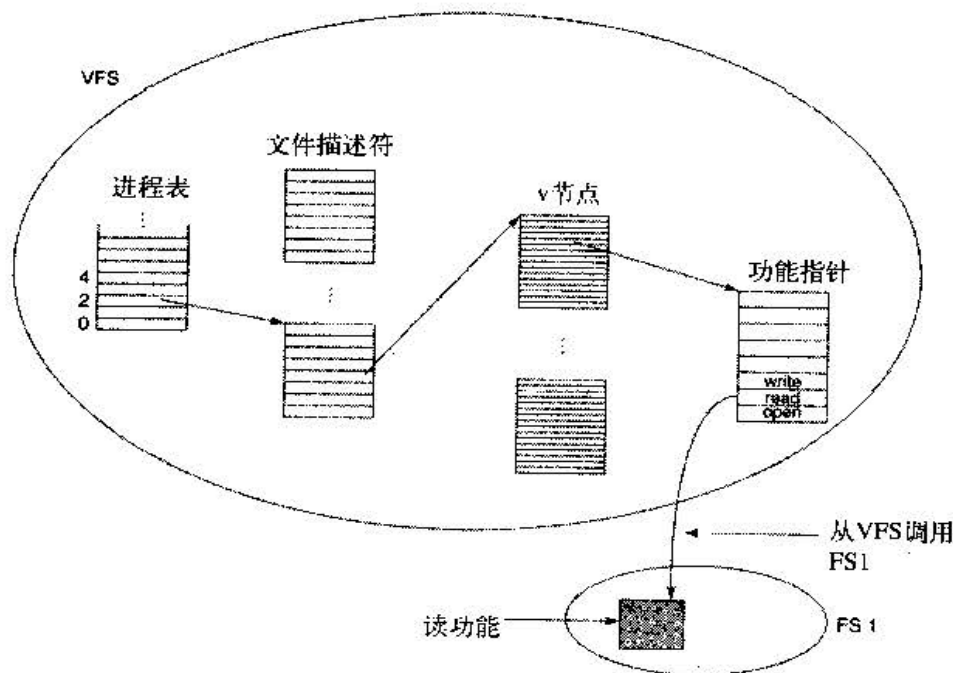 VFS
文件描述符
进程表
v节点
功能指针
⋮
4
2
0
⋮
⋮
write
read
open
从VFS调用
FS1
读功能
FS 1